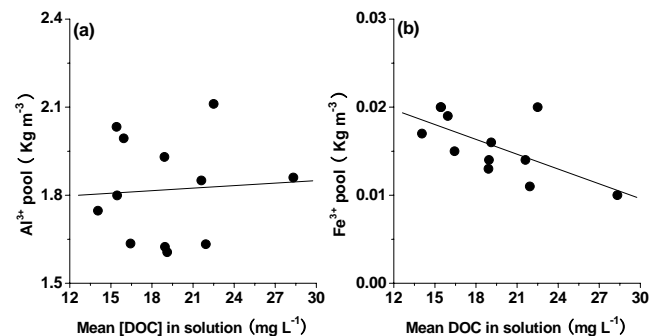 (a)
2.4
2.1
1.8
1.5
Al³⁺ pool（Kg m⁻³）
12 15 18 21 24 27 30
Mean [DOC] in solution（mg L⁻¹）
(b)
0.03
0.02
0.01
0.00
Fe³⁺ pool（Kg m⁻³）
12 15 18 21 24 27 30
Mean DOC in solution（mg L⁻¹）